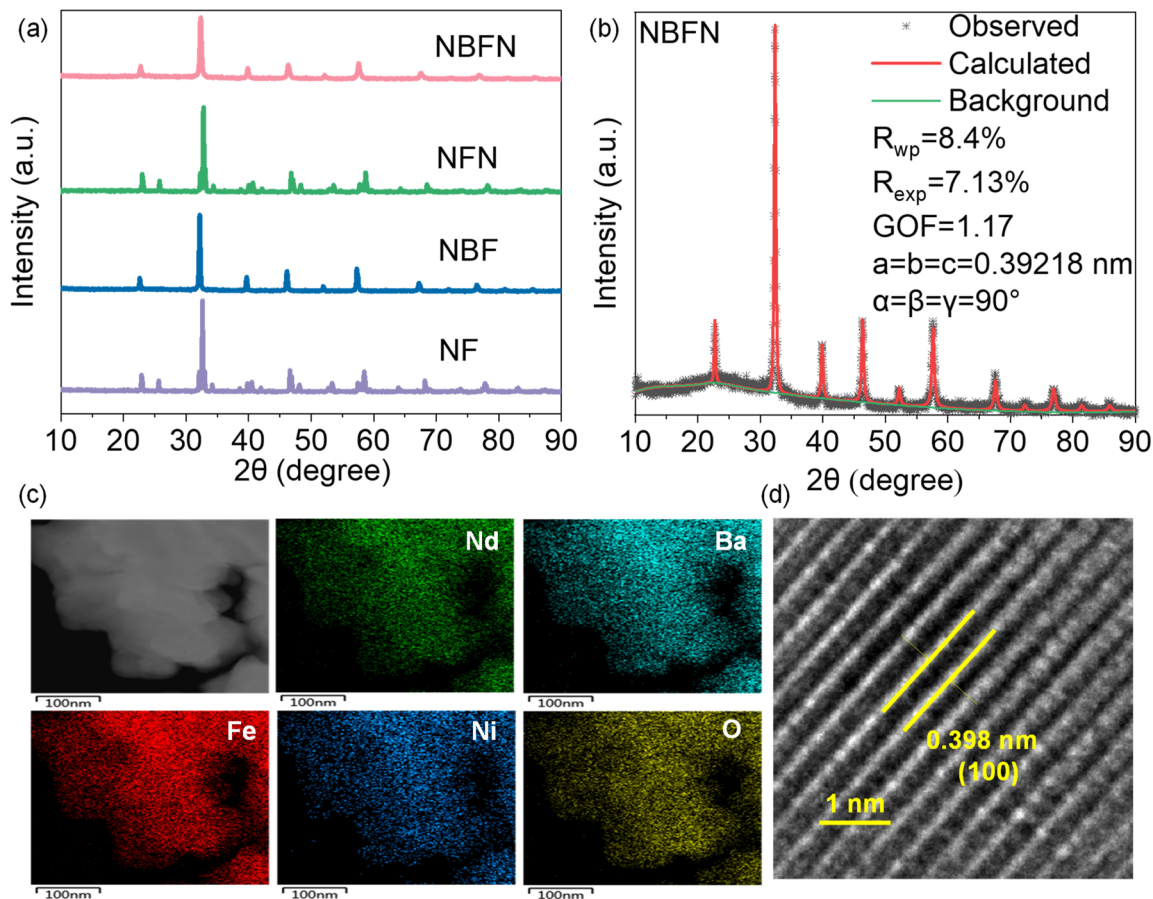 (a)
NBFN
NFN
NBF
NF
Intensity (a.u.)
10 20 30 40 50 60 70 80 90
2θ (degree)
(b)
NBFN
Observed
Calculated
Background
Rwp=8.4%
Rexp=7.13%
GOF=1.17
a=b=c=0.39218 nm
α=β=γ=90°
Intensity (a.u.)
10 20 30 40 50 60 70 80 90
2θ (degree)
(c)
100nm
Nd
100nm
Ba
100nm
Fe
100nm
Ni
100nm
O
100nm
(d)
0.398 nm
(100)
1 nm